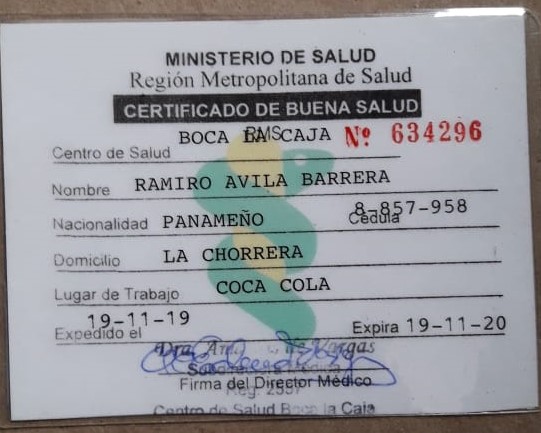 MINISTERIO DE SALUD
Región Metropolitana de Salud
CERTIFICADO DE BUENA SALUD
Centro de Salud BOCA LA CAJA Nº 634296
Nombre RAMIRO AVILA BARRERA
Nacionalidad PANAMEÑO Cédula 8-857-958
Domicilio LA CHORRERA
Lugar de Trabajo COCA COLA
Expedido el 19-11-19 Expira 19-11-20
Dra. de Vargas
Firma del Director Médico
Reg.
Centro de Salud Boca la Caja